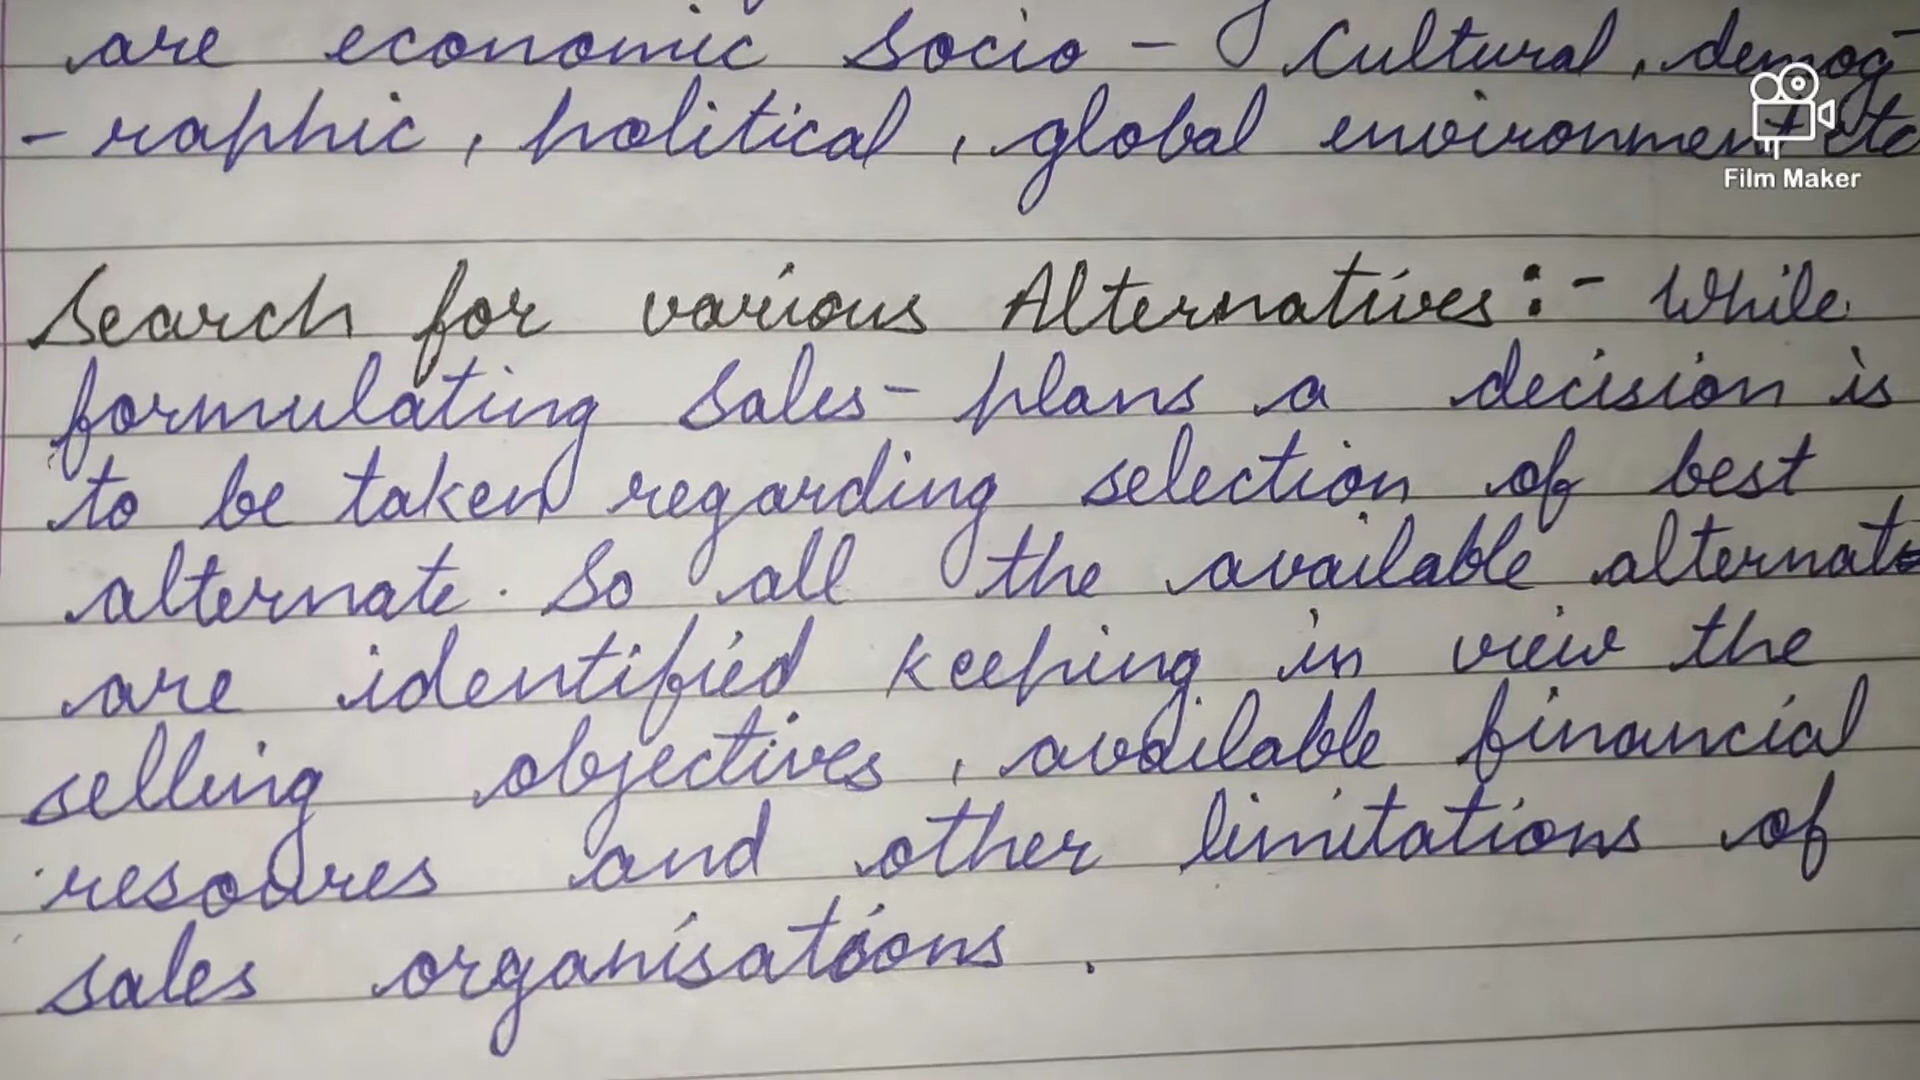 are economic socio - cultural, demog-
- raphic, political, global environment etc
Film Maker
Search for various Alternatives :- While
formulating sales - plans a decision is
to be taken regarding selection of best
alternate. So all the available alternate
are identified keeping in view the
selling objectives, available financial
resoures and other limitations of
sales organisations.